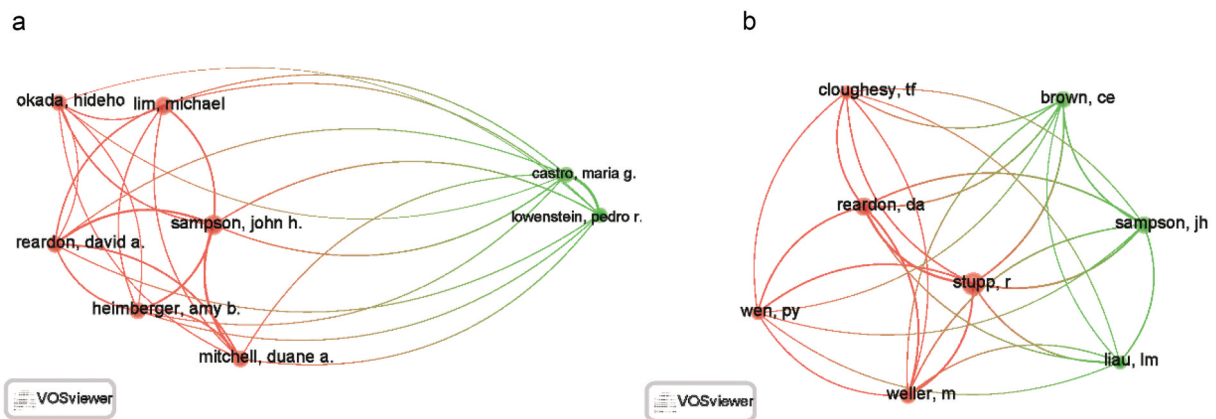 a
okada, hideho
lim, michael
castro, maria g.
lowenstein, pedro r.
sampson, john h.
reardon, david a.
heimberger, amy b.
mitchell, duane a.
VOSviewer
b
cloughesy, tf
brown, ce
reardon, da
sampson, jh
stupp, r
wen, py
liau, lm
weller, m
VOSviewer